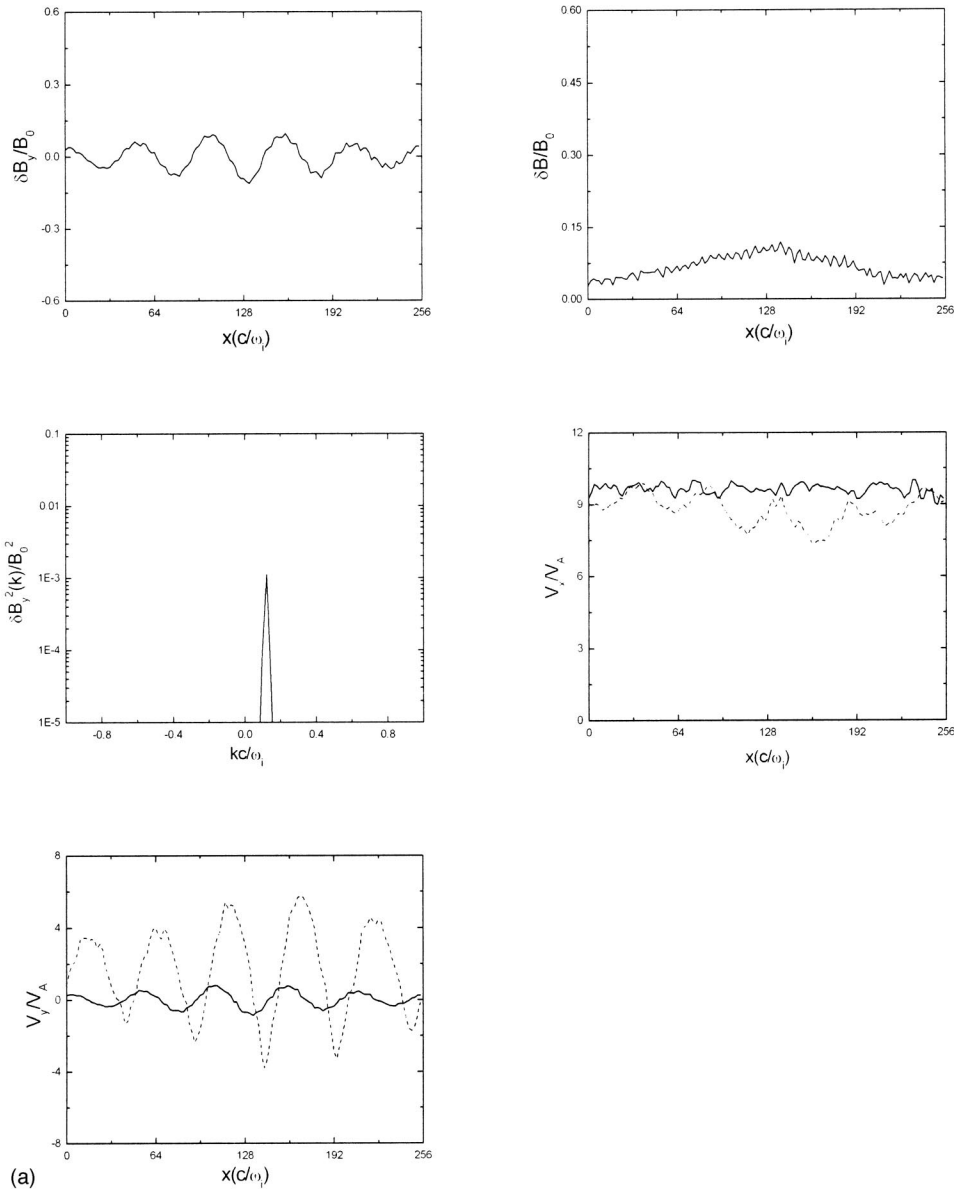 0.6
0.3
0.0
-0.3
-0.6
δB_y/B_0
0 64 128 192 256
x(c/ω_i)
0.60
0.45
0.30
0.15
0.00
δB/B_0
0 64 128 192 256
x(c/ω_i)
0.1
0.01
1E-3
1E-4
1E-5
δB_y^2(k)/B_0^2
-0.8 -0.4 0.0 0.4 0.8
kc/ω_i
12
9
6
3
0
V_x/V_A
0 64 128 192 256
x(c/ω_i)
8
4
0
-4
-8
V_y/V_A
0 64 128 192 256
x(c/ω_i)
(a)